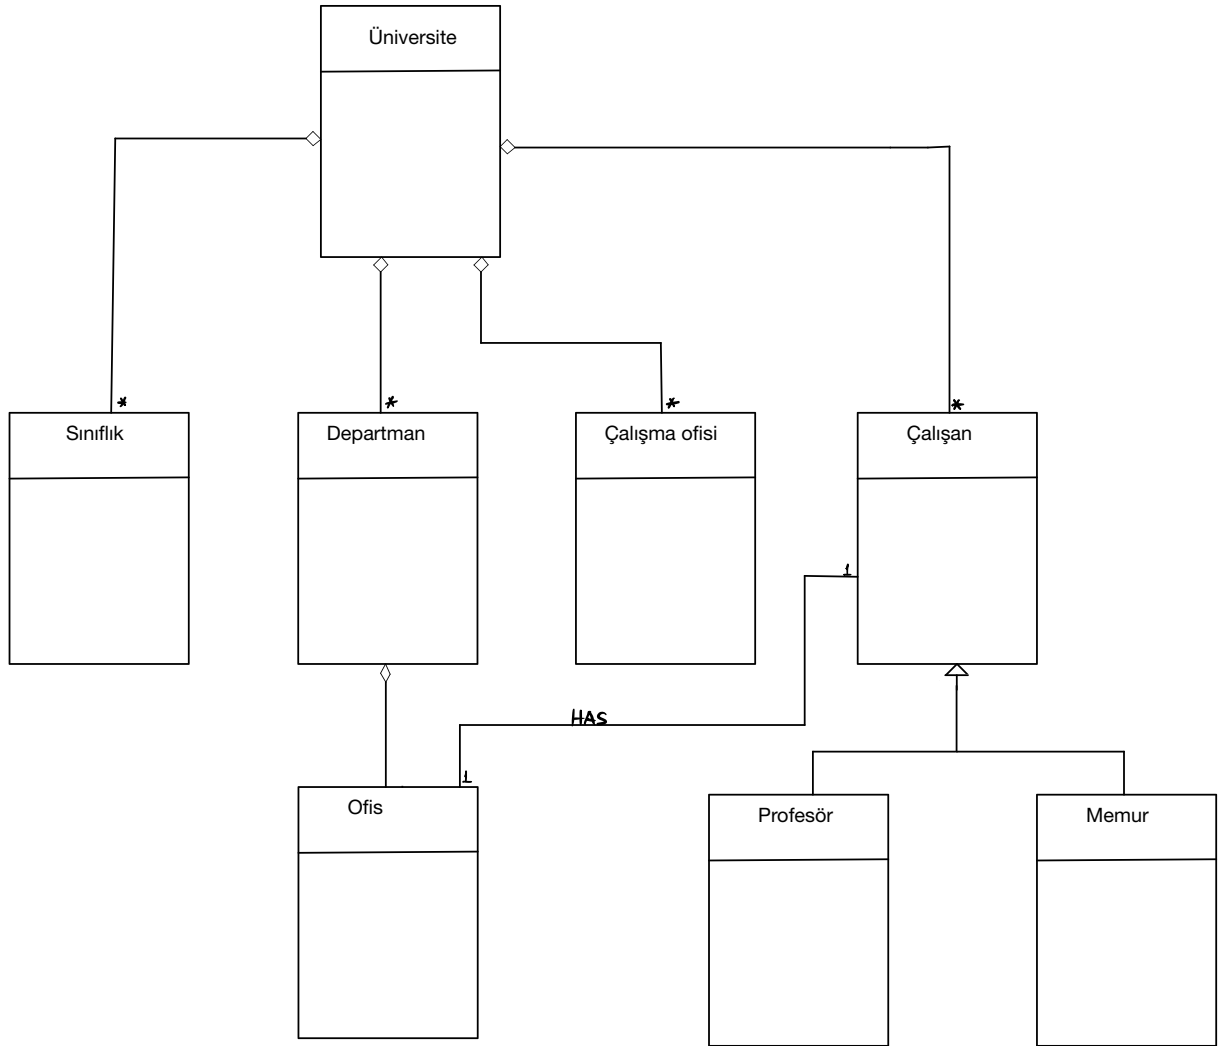 Üniversite
*
*
*
*
Sınıflık
Departman
Çalışma ofisi
Çalışan
1
HAS
1
Ofis
Profesör
Memur